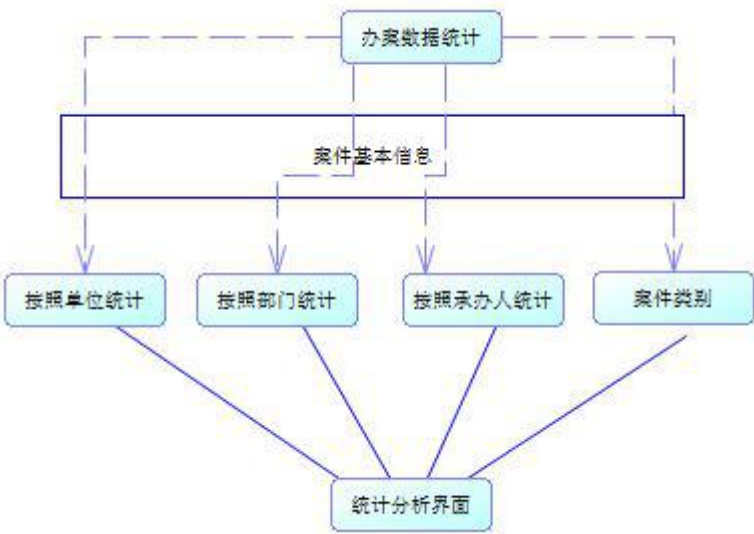 办案数据统计
案件基本信息
按照单位统计
按照部门统计
按照承办人统计
案件类别
统计分析界面